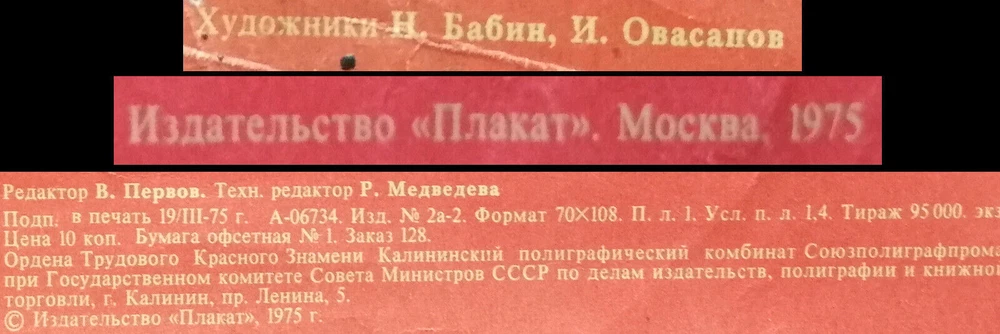 Художники Н. Бабин, И. Овасапов
Издательство «Плакат». Москва, 1975
Редактор В. Первов. Техн. редактор Р. Медведева
Подп. в печать 19/III-75 г. А-06734. Изд. № 2а-2. Формат 70×108. П. л. 1. Усл. п. л. 1,4. Тираж 95 000. экз
Цена 10 коп. Бумага офсетная № 1. Заказ 128.
Ордена Трудового Красного Знамени Калининский полиграфический комбинат Союзполиграфпрома
при Государственном комитете Совета Министров СССР по делам издательств, полиграфии и книжной
торговли, г. Калинин, пр. Ленина, 5.
© Издательство «Плакат», 1975 г.